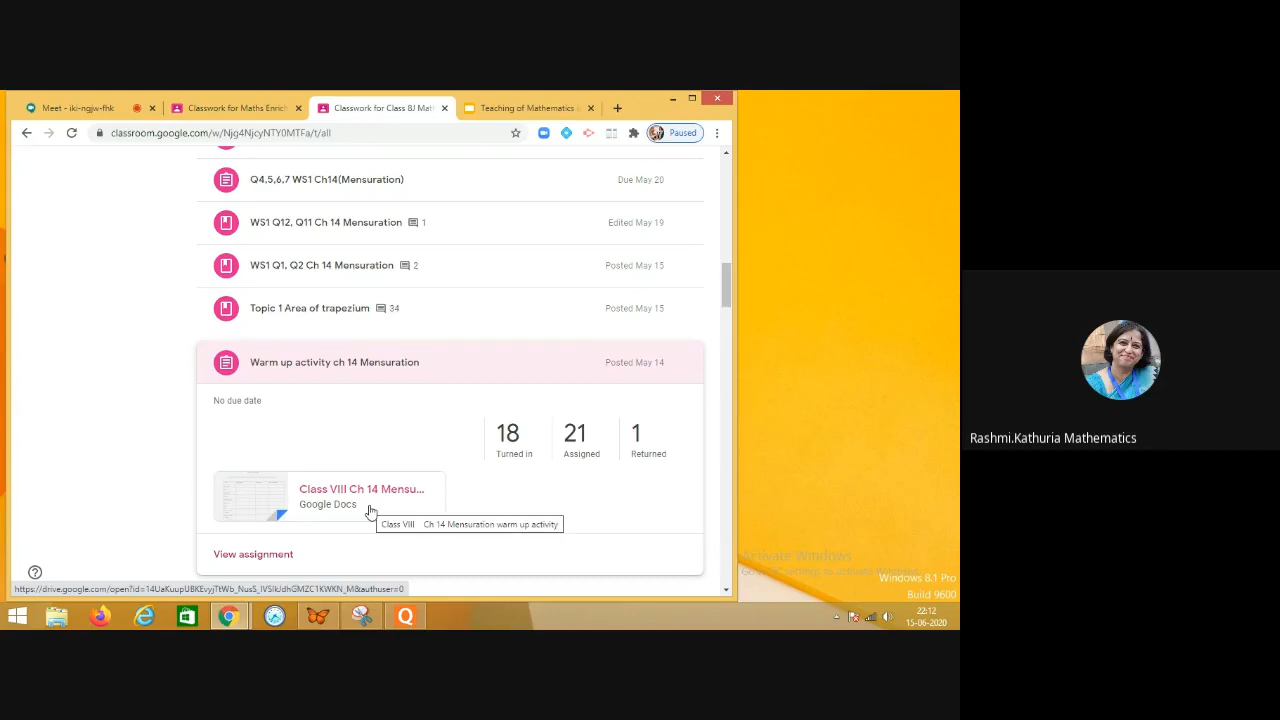 Meet - iki-ngjw-fhk
Classwork for Maths Enrich
Classwork for Class 8J Mat
Teaching of Mathematics
classroom.google.com/w/Njg4NjcyNTY0MTFa/t/all
Paused
Q4,5,6,7 WS1 Ch14(Mensuration)
Due May 20
WS1 Q12, Q11 Ch 14 Mensuration 1
Edited May 19
WS1 Q1, Q2 Ch 14 Mensuration 2
Posted May 15
Topic 1 Area of trapezium 34
Posted May 15
Warm up activity ch 14 Mensuration
Posted May 14
No due date
18
21
1
Turned in
Assigned
Returned
Class VIII Ch 14 Mensu...
Google Docs
Class VIII Ch 14 Mensuration warm up activity
View assignment
Rashmi.Kathuria Mathematics
Activate Windows
Windows 8.1 Pro
Build 9600
22:12
15-06-2020